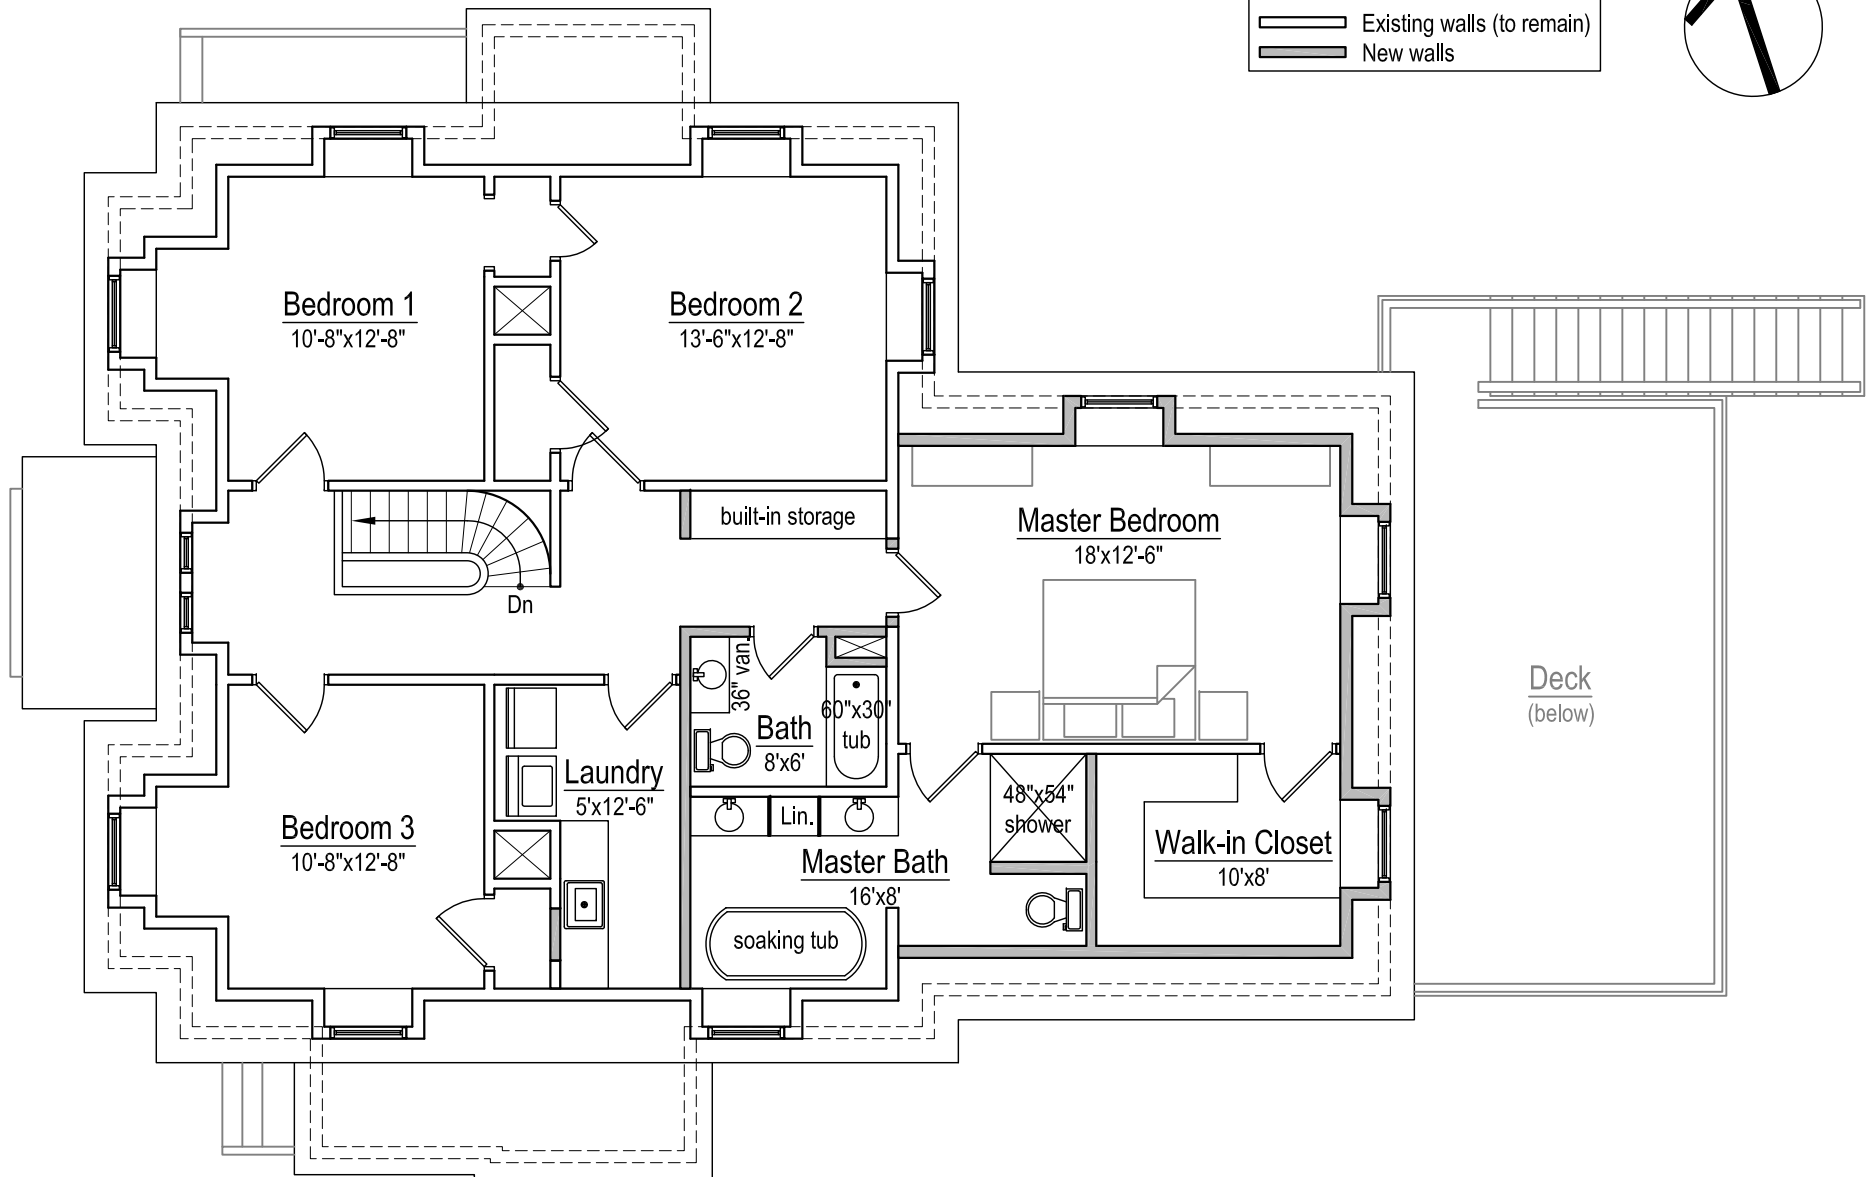 Existing walls (to remain)
New walls
Bedroom 1
10'-8"x12'-8"
Bedroom 2
13'-6"x12'-8"
built-in storage
Master Bedroom
18'x12'-6"
Dn
36" van.
60"x30"
tub
Bath
8'x6'
Deck
(below)
Laundry
5'x12'-6"
Bedroom 3
10'-8"x12'-8"
Lin.
48"x54"
shower
Master Bath
16'x8'
Walk-in Closet
10'x8'
soaking tub